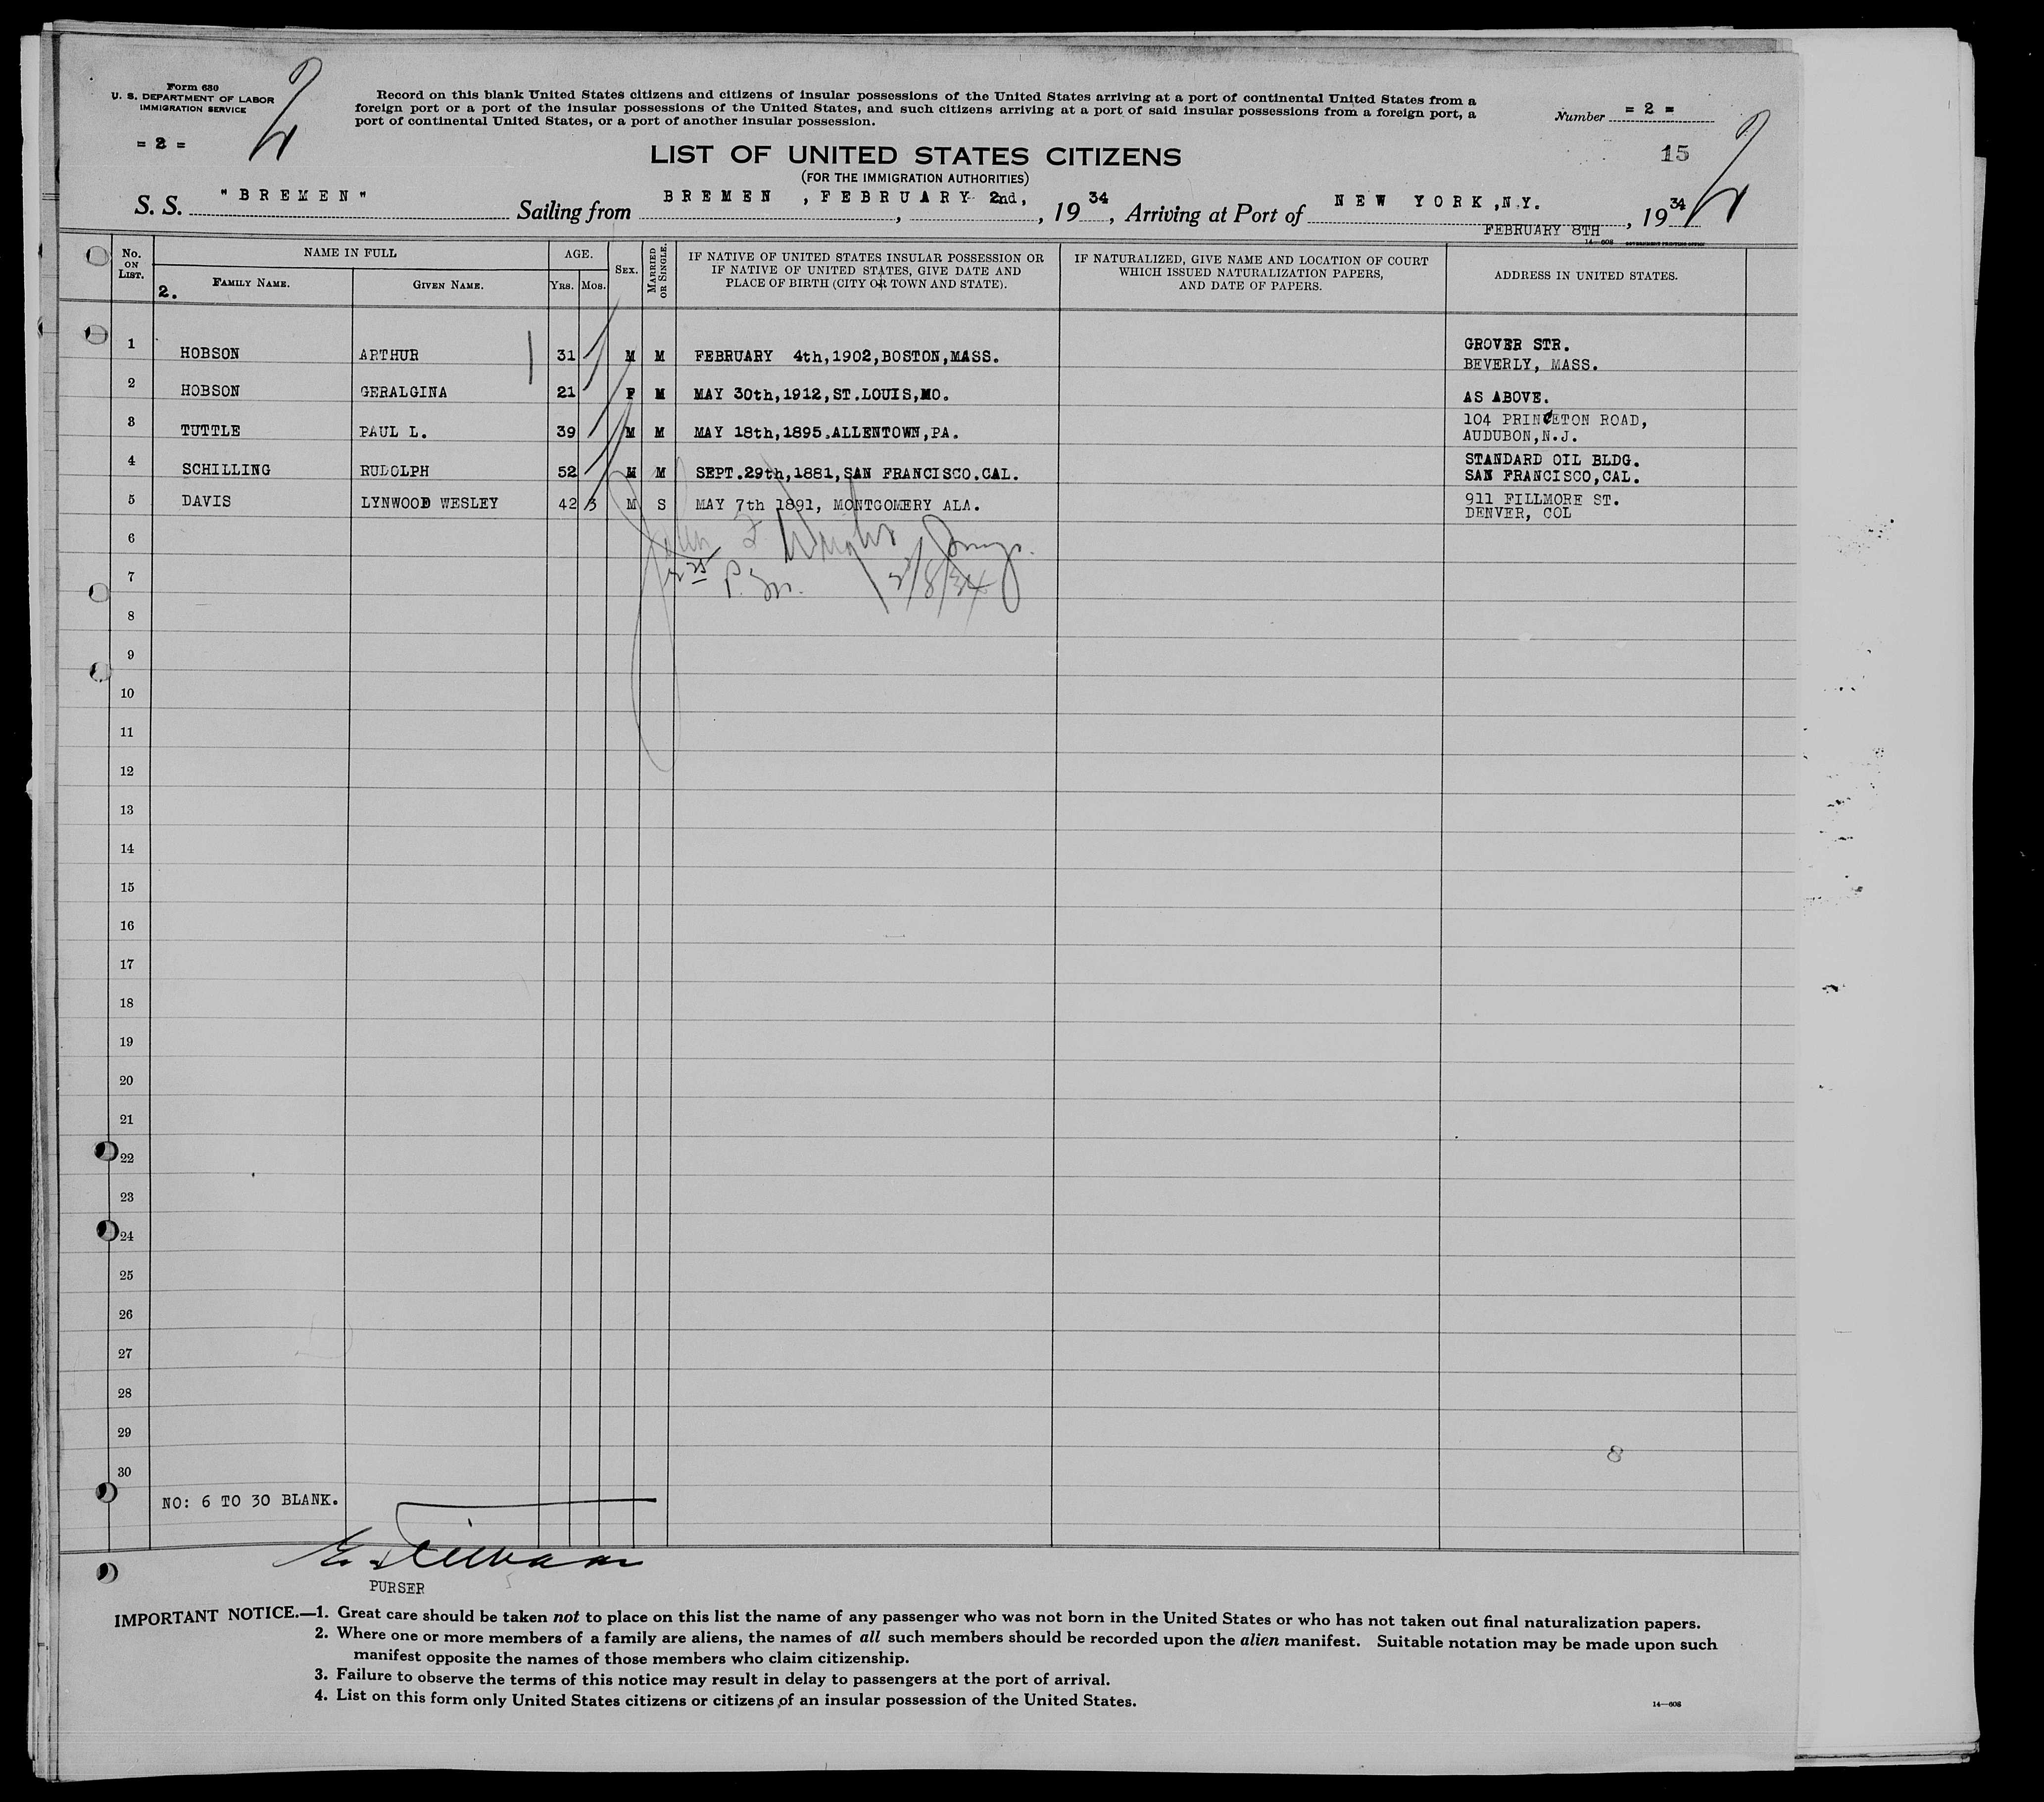 Form 630
U. S. DEPARTMENT OF LABOR
IMMIGRATION SERVICE
= 2 =
2
Record on this blank United States citizens and citizens of insular possessions of the United States arriving at a port of continental United States from a
foreign port or a port of the insular possessions of the United States, and such citizens arriving at a port of said insular possessions from a foreign port, a
port of continental United States, or a port of another insular possession.
Number = 2 =
15
2
LIST OF UNITED STATES CITIZENS
(FOR THE IMMIGRATION AUTHORITIES)
S. S. "BREMEN" Sailing from BREMEN, FEBRUARY 2nd, 1934, Arriving at Port of NEW YORK, N.Y. FEBRUARY 8TH, 1934
14—608 GOVERNMENT PRINTING OFFICE
No. ON LIST. NAME IN FULL AGE. SEX. MARRIED OR SINGLE. IF NATIVE OF UNITED STATES INSULAR POSSESSION OR IF NATIVE OF UNITED STATES, GIVE DATE AND PLACE OF BIRTH (CITY OR TOWN AND STATE). IF NATURALIZED, GIVE NAME AND LOCATION OF COURT WHICH ISSUED NATURALIZATION PAPERS, AND DATE OF PAPERS. ADDRESS IN UNITED STATES.
2. FAMILY NAME. GIVEN NAME. YRS. MOS.
1 HOBSON ARTHUR 31 M M FEBRUARY 4th,1902,BOSTON,MASS. GROVER STR.
BEVERLY, MASS.
2 HOBSON GERALGINA 21 F M MAY 30th,1912,ST.LOUIS,MO. AS ABOVE.
3 TUTTLE PAUL L. 39 M M MAY 18th,1895.ALLENTOWN,PA. 104 PRINCETON ROAD,
AUDUBON,N.J.
4 SCHILLING RUDOLPH 52 M M SEPT.29th,1881,SAN FRANCISCO.CAL. STANDARD OIL BLDG.
SAN FRANCISCO,CAL.
5 DAVIS LYNWOOD WESLEY 42 3 M S MAY 7th 1891, MONTGOMERY ALA. 911 FILLMORE ST.
DENVER, COL
6
7 P.M. 2/8/34
8
9
10
11
12
13
14
15
16
17
18
19
20
21
22
23
24
25
26
27
28
29
8
30
NO: 6 TO 30 BLANK.
PURSER
IMPORTANT NOTICE.—1. Great care should be taken not to place on this list the name of any passenger who was not born in the United States or who has not taken out final naturalization papers.
2. Where one or more members of a family are aliens, the names of all such members should be recorded upon the alien manifest. Suitable notation may be made upon such
manifest opposite the names of those members who claim citizenship.
3. Failure to observe the terms of this notice may result in delay to passengers at the port of arrival.
4. List on this form only United States citizens or citizens of an insular possession of the United States.
14—608